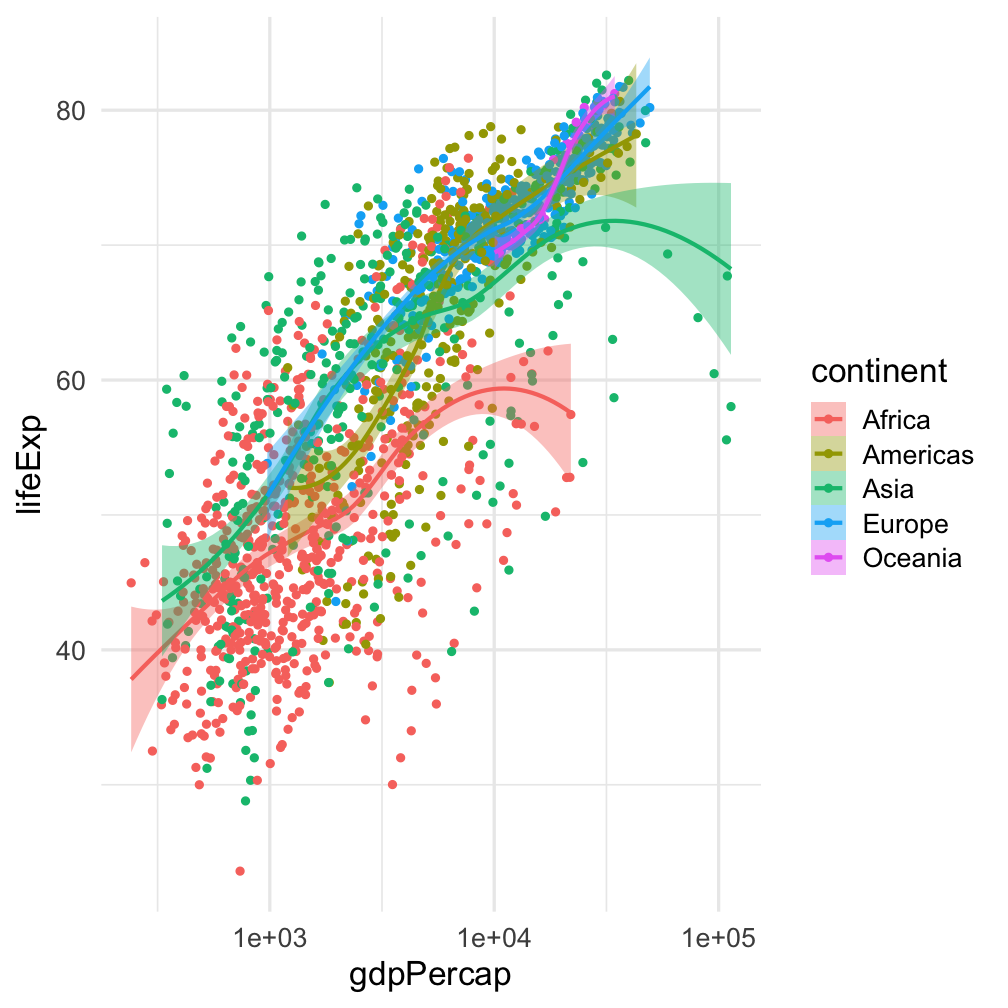 80
60
40
lifeExp
1e+03 1e+04 1e+05
gdpPercap
continent
Africa
Americas
Asia
Europe
Oceania